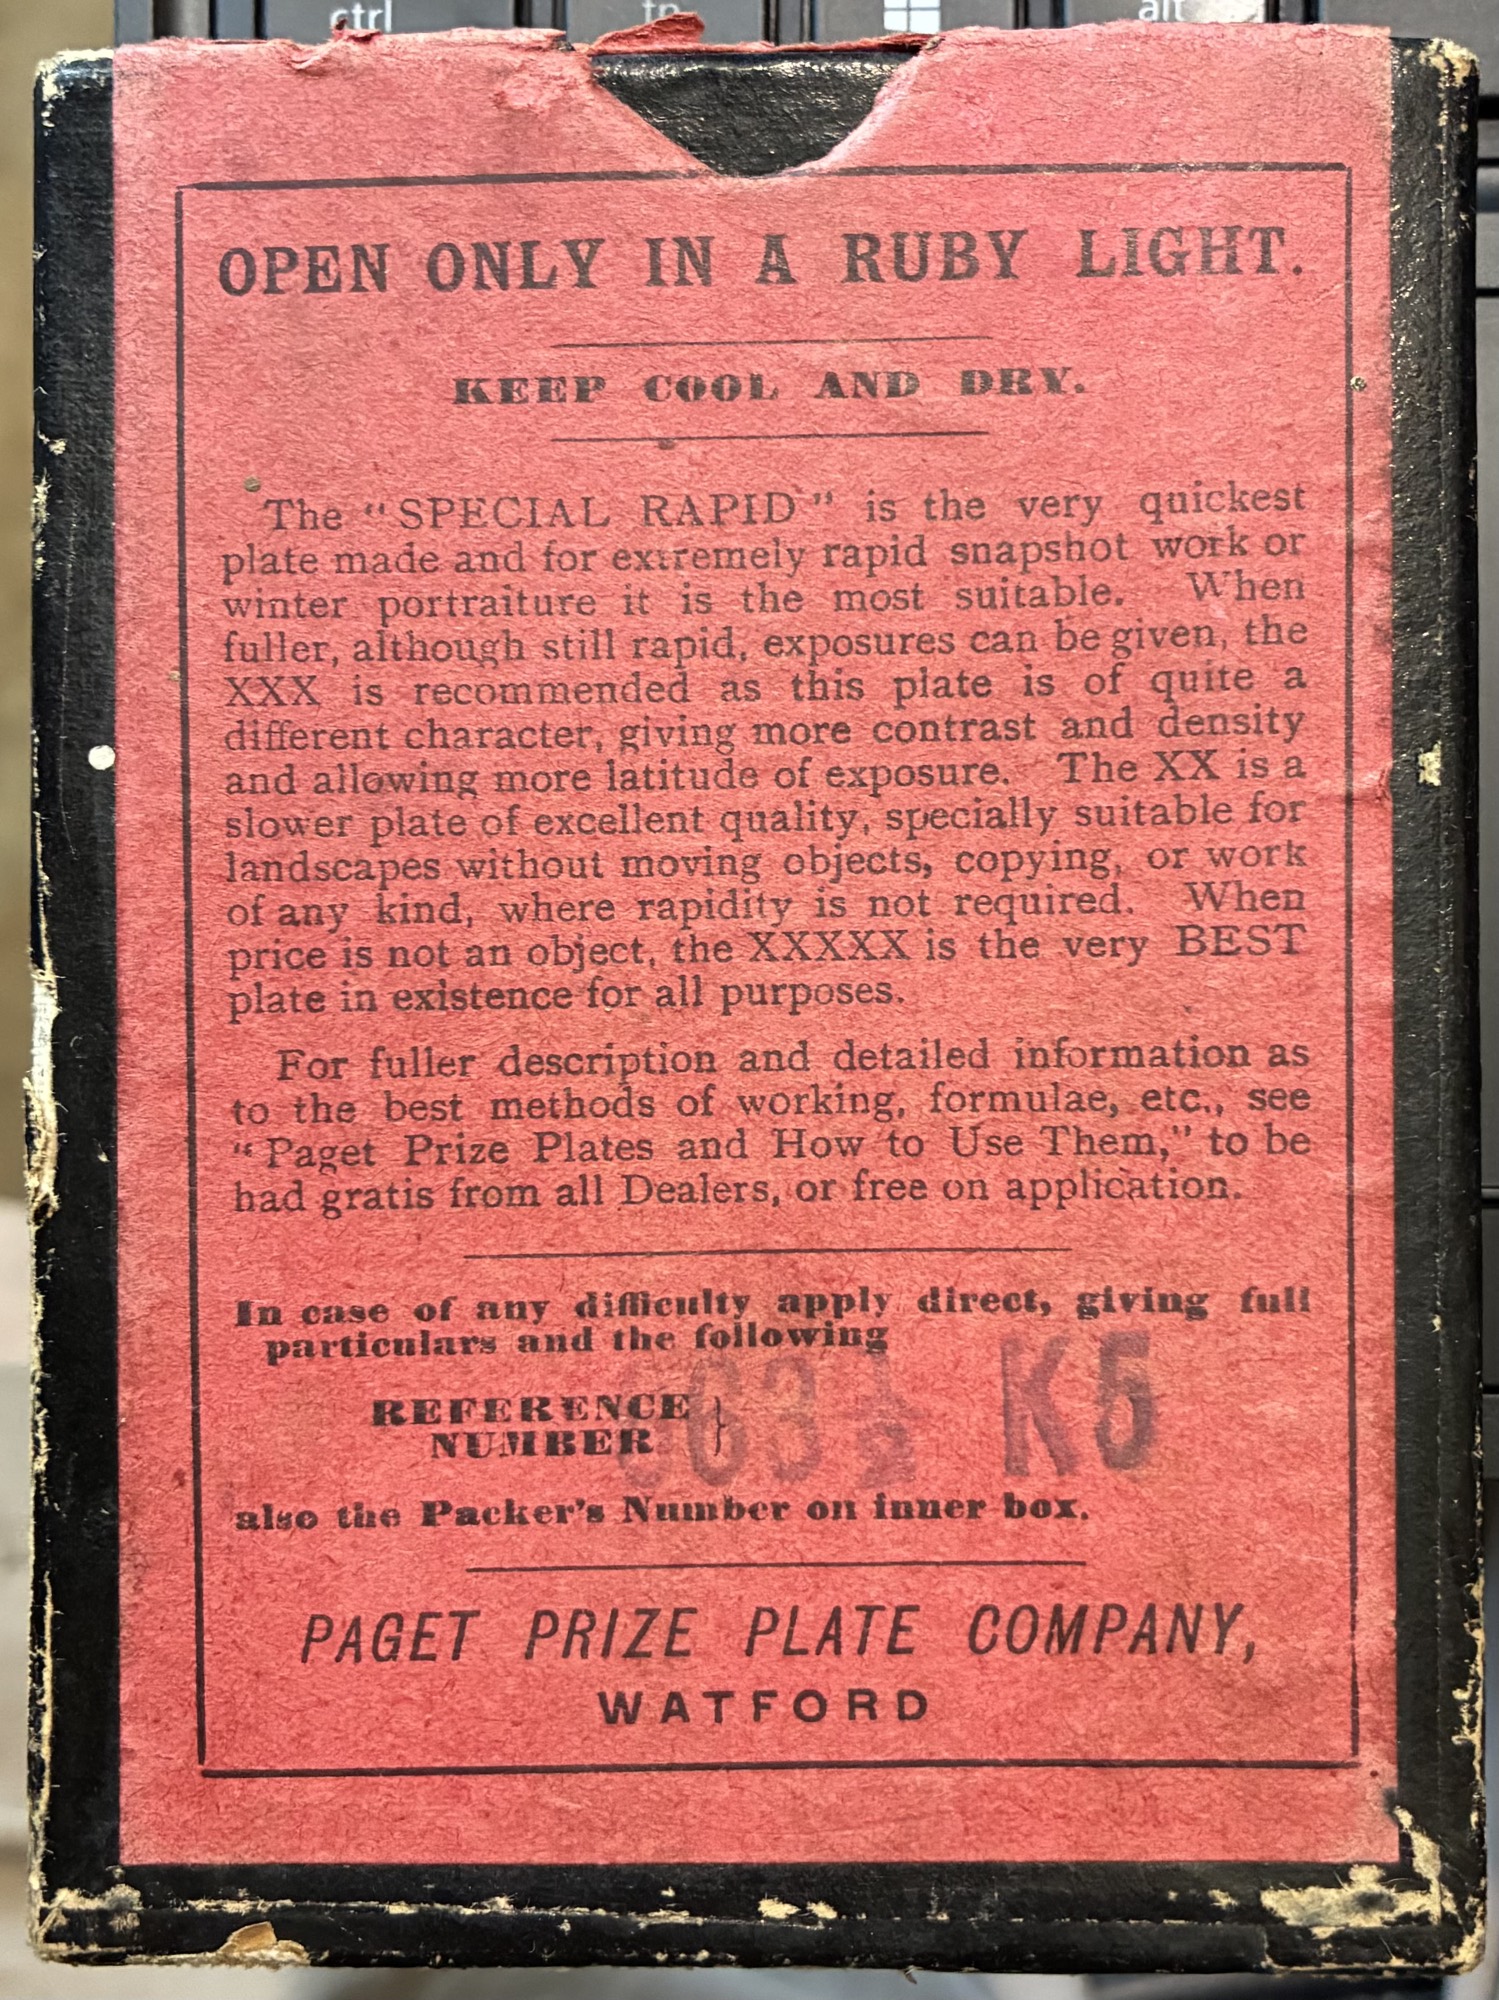 ctrl
fn
alt
OPEN ONLY IN A RUBY LIGHT.
KEEP COOL AND DRY.
The "SPECIAL RAPID" is the very quickest
plate made and for extremely rapid snapshot work or
winter portraiture it is the most suitable. When
fuller, although still rapid, exposures can be given, the
XXX is recommended as this plate is of quite a
different character, giving more contrast and density
and allowing more latitude of exposure. The XX is a
slower plate of excellent quality, specially suitable for
landscapes without moving objects, copying, or work
of any kind, where rapidity is not required. When
price is not an object, the XXXXX is the very BEST
plate in existence for all purposes.
For fuller description and detailed information as
to the best methods of working, formulae, etc., see
"Paget Prize Plates and How to Use Them," to be
had gratis from all Dealers, or free on application.
In case of any difficulty apply direct, giving full
particulars and the following
REFERENCE
NUMBER } K5
also the Packer's Number on inner box.
PAGET PRIZE PLATE COMPANY,
WATFORD